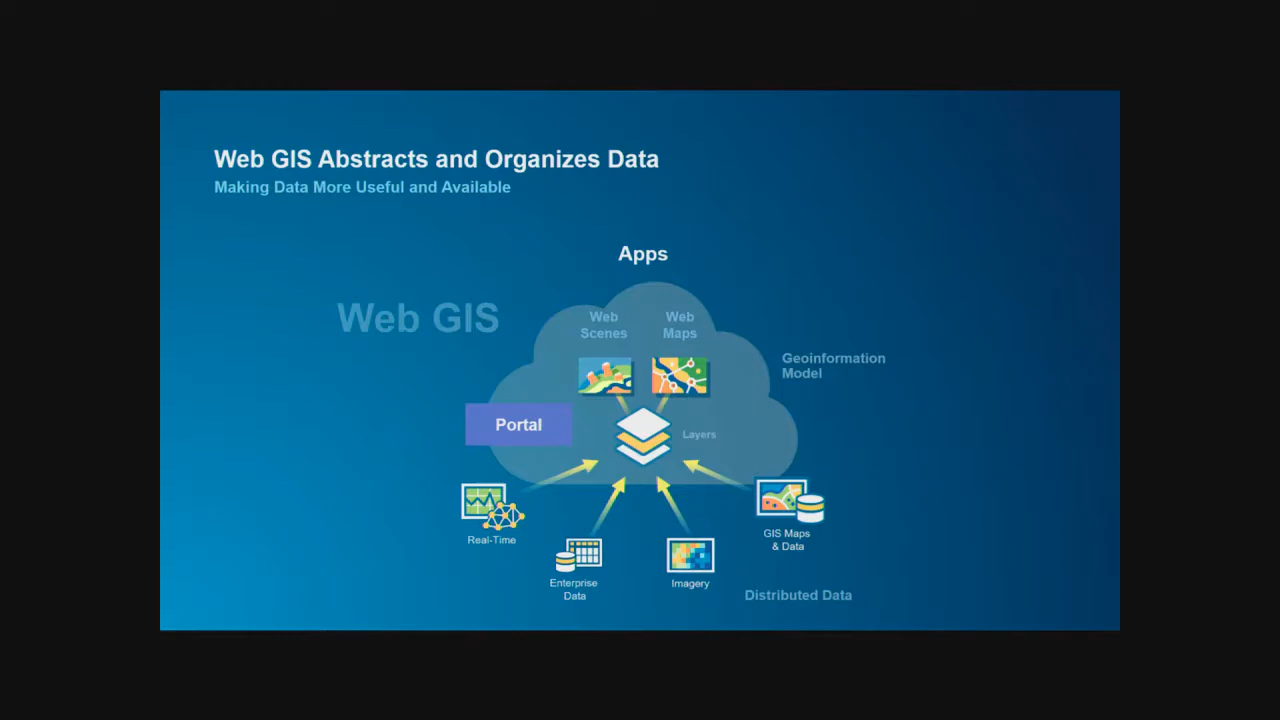 Web GIS Abstracts and Organizes Data
Making Data More Useful and Available
Apps
Web GIS
Web
Scenes
Web
Maps
Geoinformation
Model
Portal
Layers
Real-Time
GIS Maps
& Data
Enterprise
Data
Imagery
Distributed Data